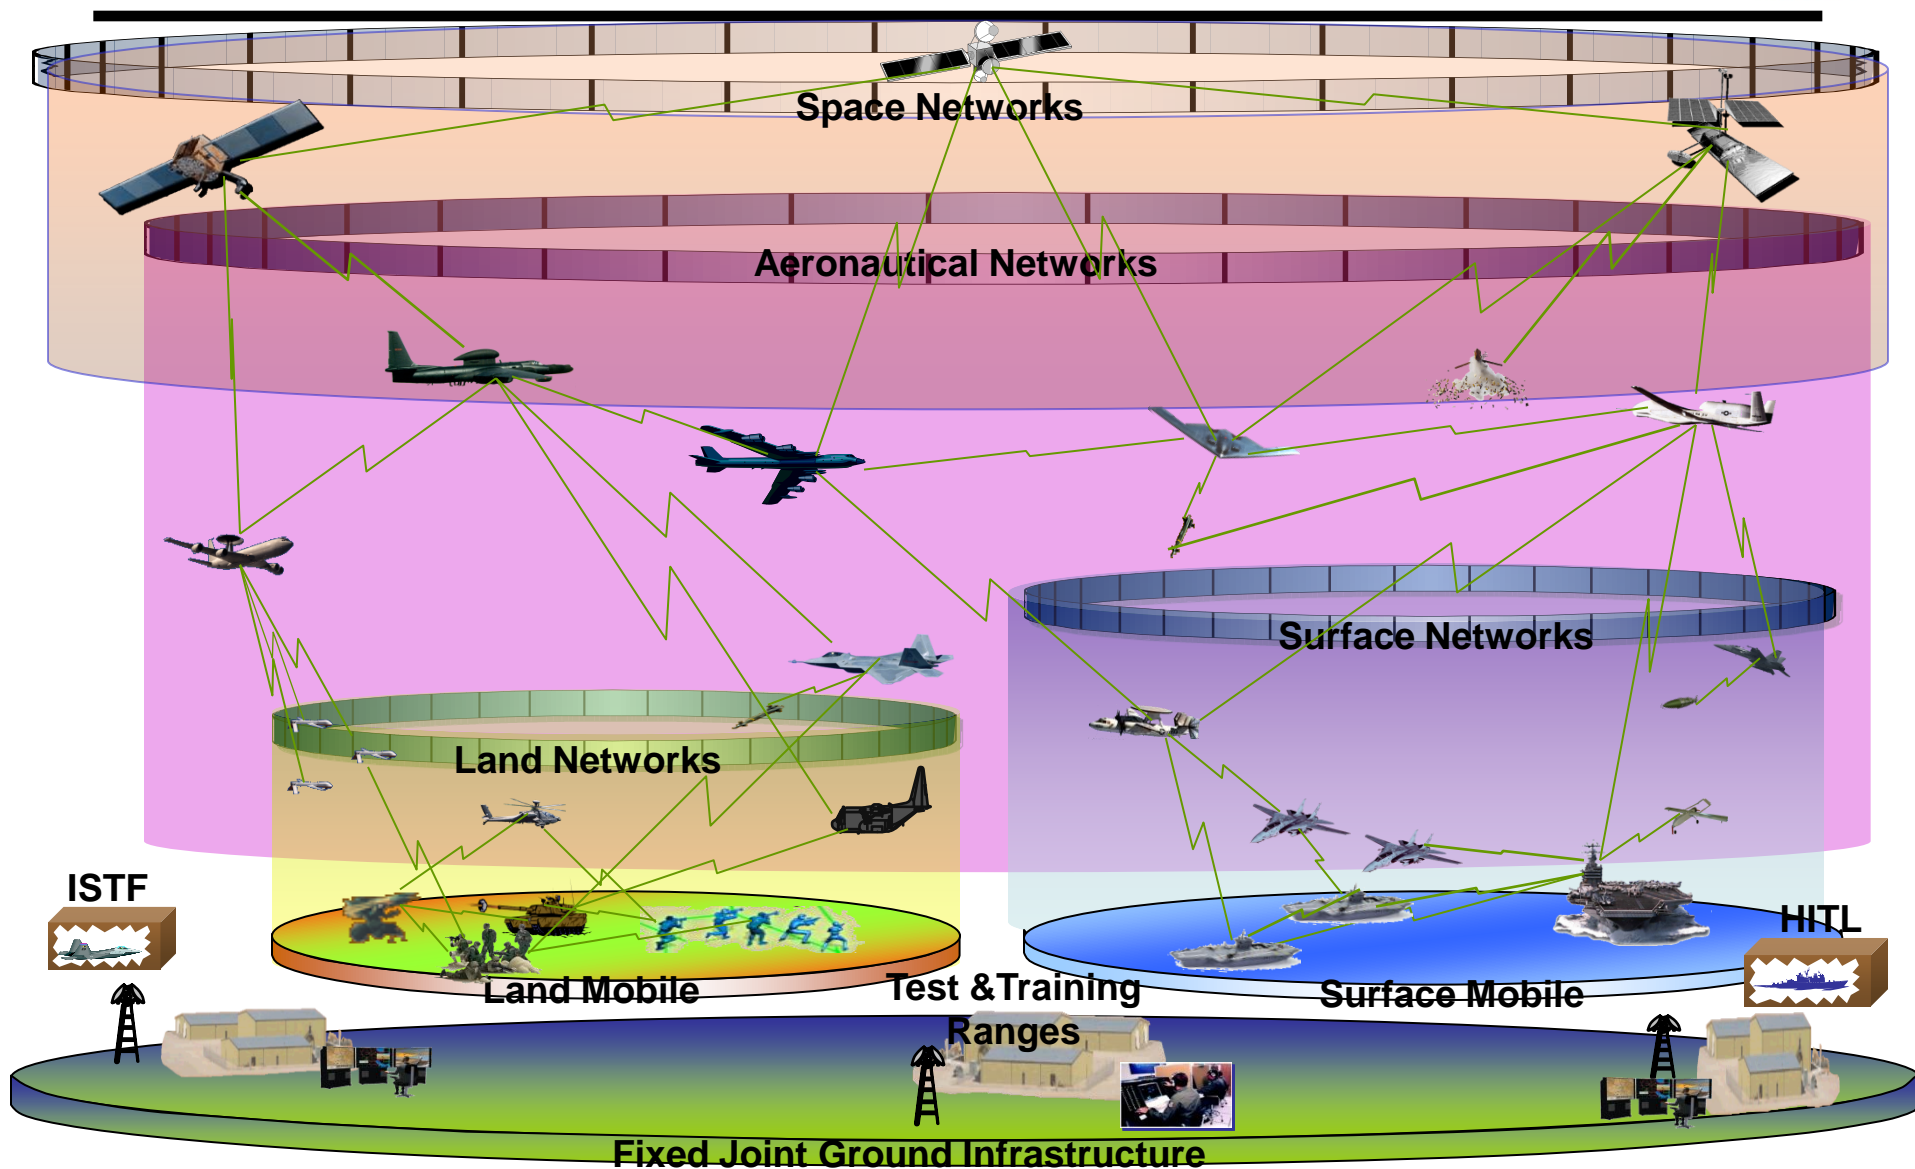 Space Networks
Aeronautical Networks
Surface Networks
Land Networks
ISTF
HITL
Land Mobile
Test &Training
Ranges
Surface Mobile
Fixed Joint Ground Infrastructure